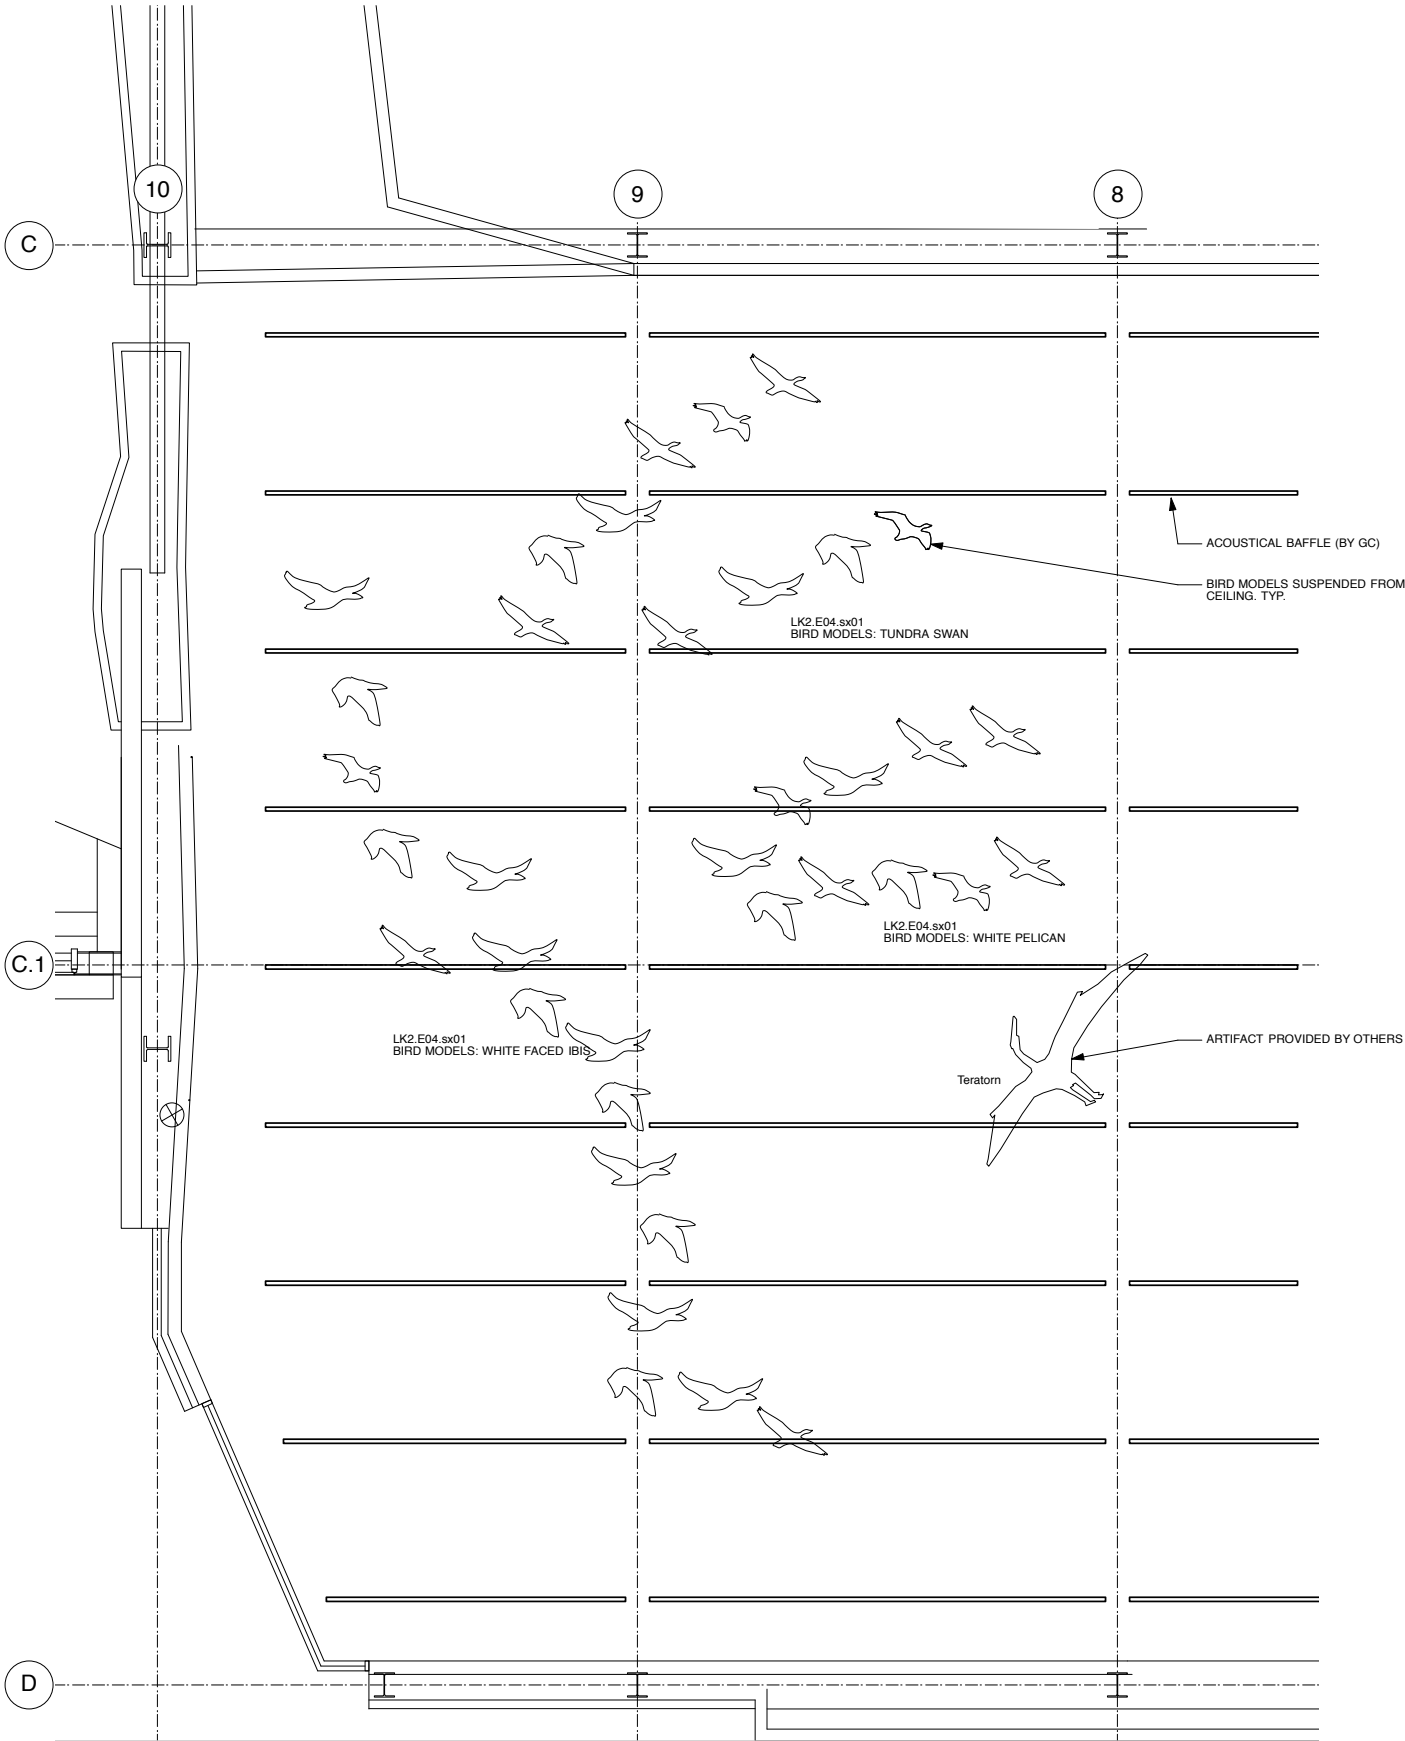 10
9
8
C
ACOUSTICAL BAFFLE (BY GC)
BIRD MODELS SUSPENDED FROM
CEILING. TYP.
LK2.E04.sx01
BIRD MODELS: TUNDRA SWAN
LK2.E04.sx01
BIRD MODELS: WHITE PELICAN
C.1
LK2.E04.sx01
BIRD MODELS: WHITE FACED IBIS
ARTIFACT PROVIDED BY OTHERS
Teratorn
D